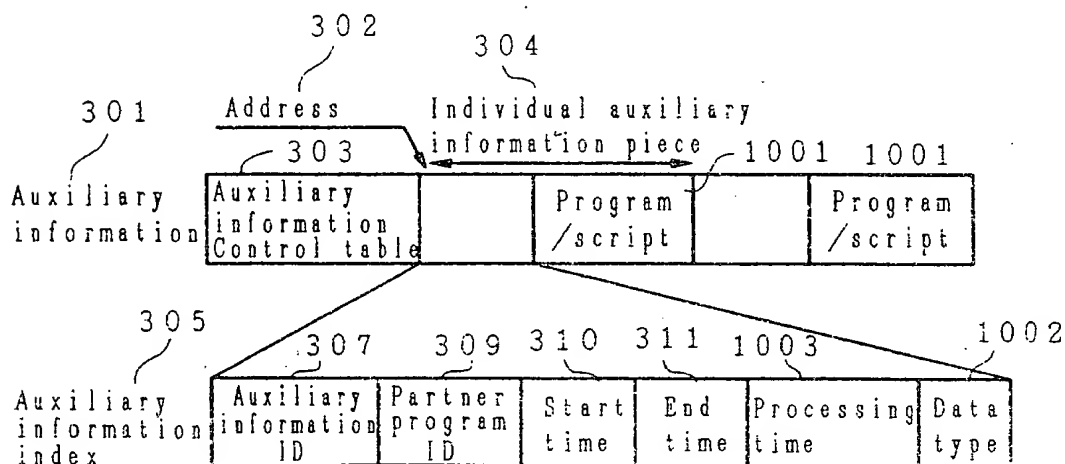 302
304
301
Address
Individual auxiliary
information piece
303
1001
1001
Auxiliary
information
Auxiliary
information
Control table
Program
/script
Program
/script
305
307
309
310
311
1003
1002
Auxiliary
information
index
Auxiliary
information
ID
Partner
program
ID
Start
time
End
time
Processing
time
Data
type